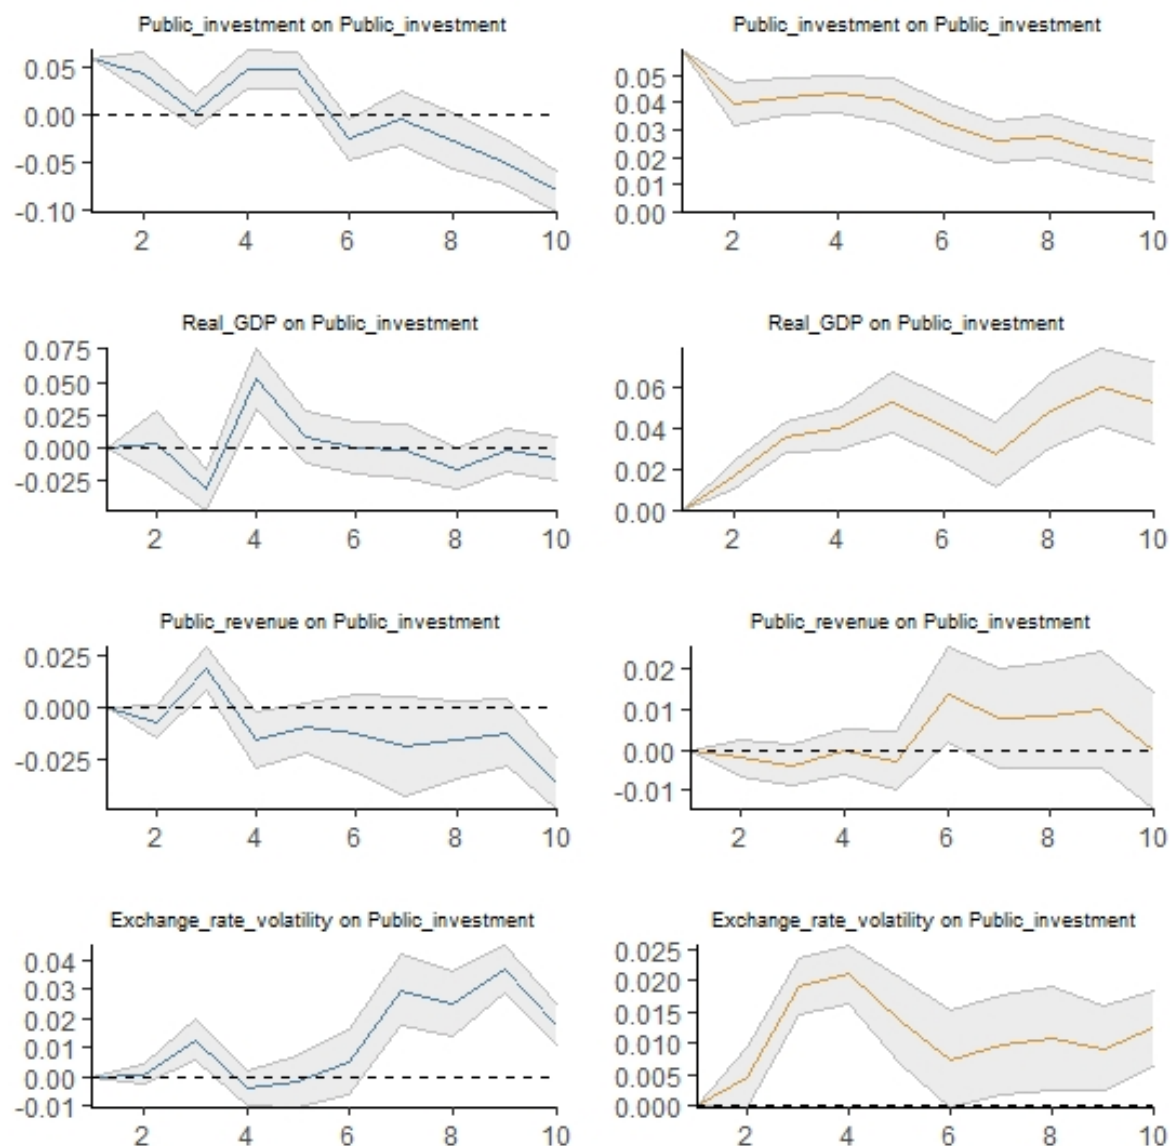 Public_investment on Public_investment
0.05
0.00
-0.05
-0.10
2 4 6 8 10
Public_investment on Public_investment
0.05
0.04
0.03
0.02
0.01
0.00
2 4 6 8 10
Real_GDP on Public_investment
0.075
0.050
0.025
0.000
-0.025
2 4 6 8 10
Real_GDP on Public_investment
0.06
0.04
0.02
0.00
2 4 6 8 10
Public_revenue on Public_investment
0.025
0.000
-0.025
2 4 6 8 10
Public_revenue on Public_investment
0.02
0.01
0.00
-0.01
2 4 6 8 10
Exchange_rate_volatility on Public_investment
0.04
0.03
0.02
0.01
0.00
-0.01
2 4 6 8 10
Exchange_rate_volatility on Public_investment
0.025
0.020
0.015
0.010
0.005
0.000
2 4 6 8 10